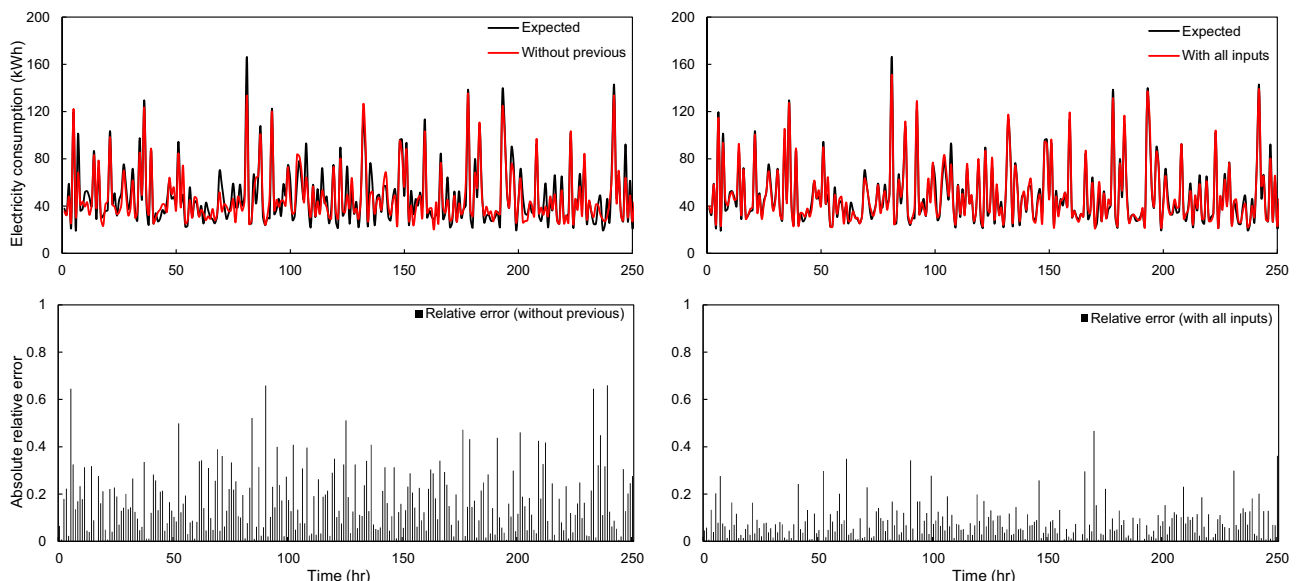 Electricity consumption (kWh)
200
160
120
80
40
0
Expected
Without previous
0 50 100 150 200 250
200
160
120
80
40
0
Expected
With all inputs
0 50 100 150 200 250
Absolute relative error
1
0.8
0.6
0.4
0.2
0
Relative error (without previous)
0 50 100 150 200 250
Time (hr)
1
0.8
0.6
0.4
0.2
0
Relative error (with all inputs)
0 50 100 150 200 250
Time (hr)